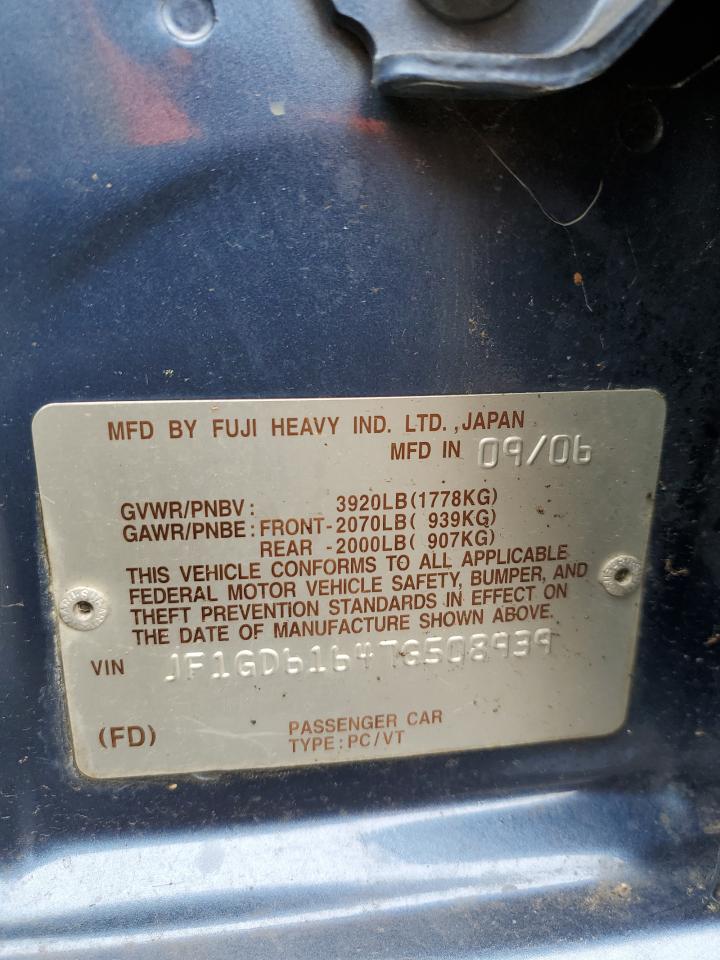 MFD BY FUJI HEAVY IND. LTD.,JAPAN
MFD IN 09/06
GVWR/PNBV: 3920LB(1778KG)
GAWR/PNBE: FRONT-2070LB( 939KG)
REAR -2000LB( 907KG)
THIS VEHICLE CONFORMS TO ALL APPLICABLE
FEDERAL MOTOR VEHICLE SAFETY, BUMPER, AND
THEFT PREVENTION STANDARDS IN EFFECT ON
THE DATE OF MANUFACTURE SHOWN ABOVE.
VIN JF1GD61647G508939
(FD) PASSENGER CAR
TYPE: PC/VT